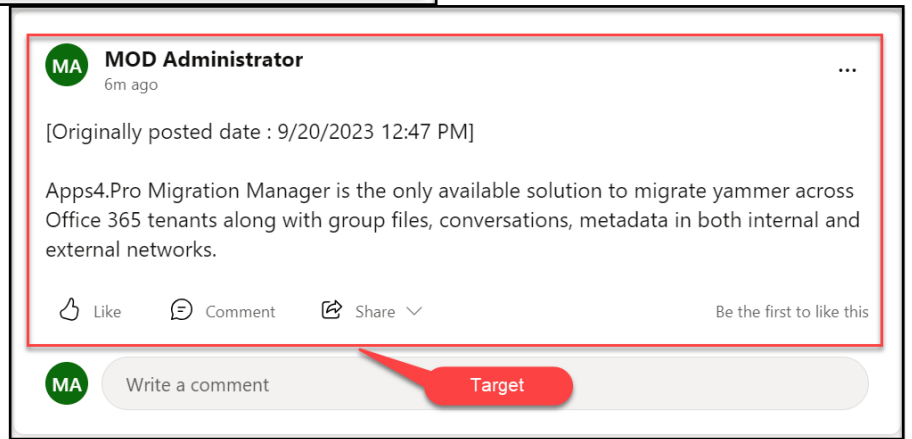 MA MOD Administrator
6m ago
...
[Originally posted date : 9/20/2023 12:47 PM]
Apps4.Pro Migration Manager is the only available solution to migrate yammer across
Office 365 tenants along with group files, conversations, metadata in both internal and
external networks.
Like Comment Share Be the first to like this
MA Write a comment
Target